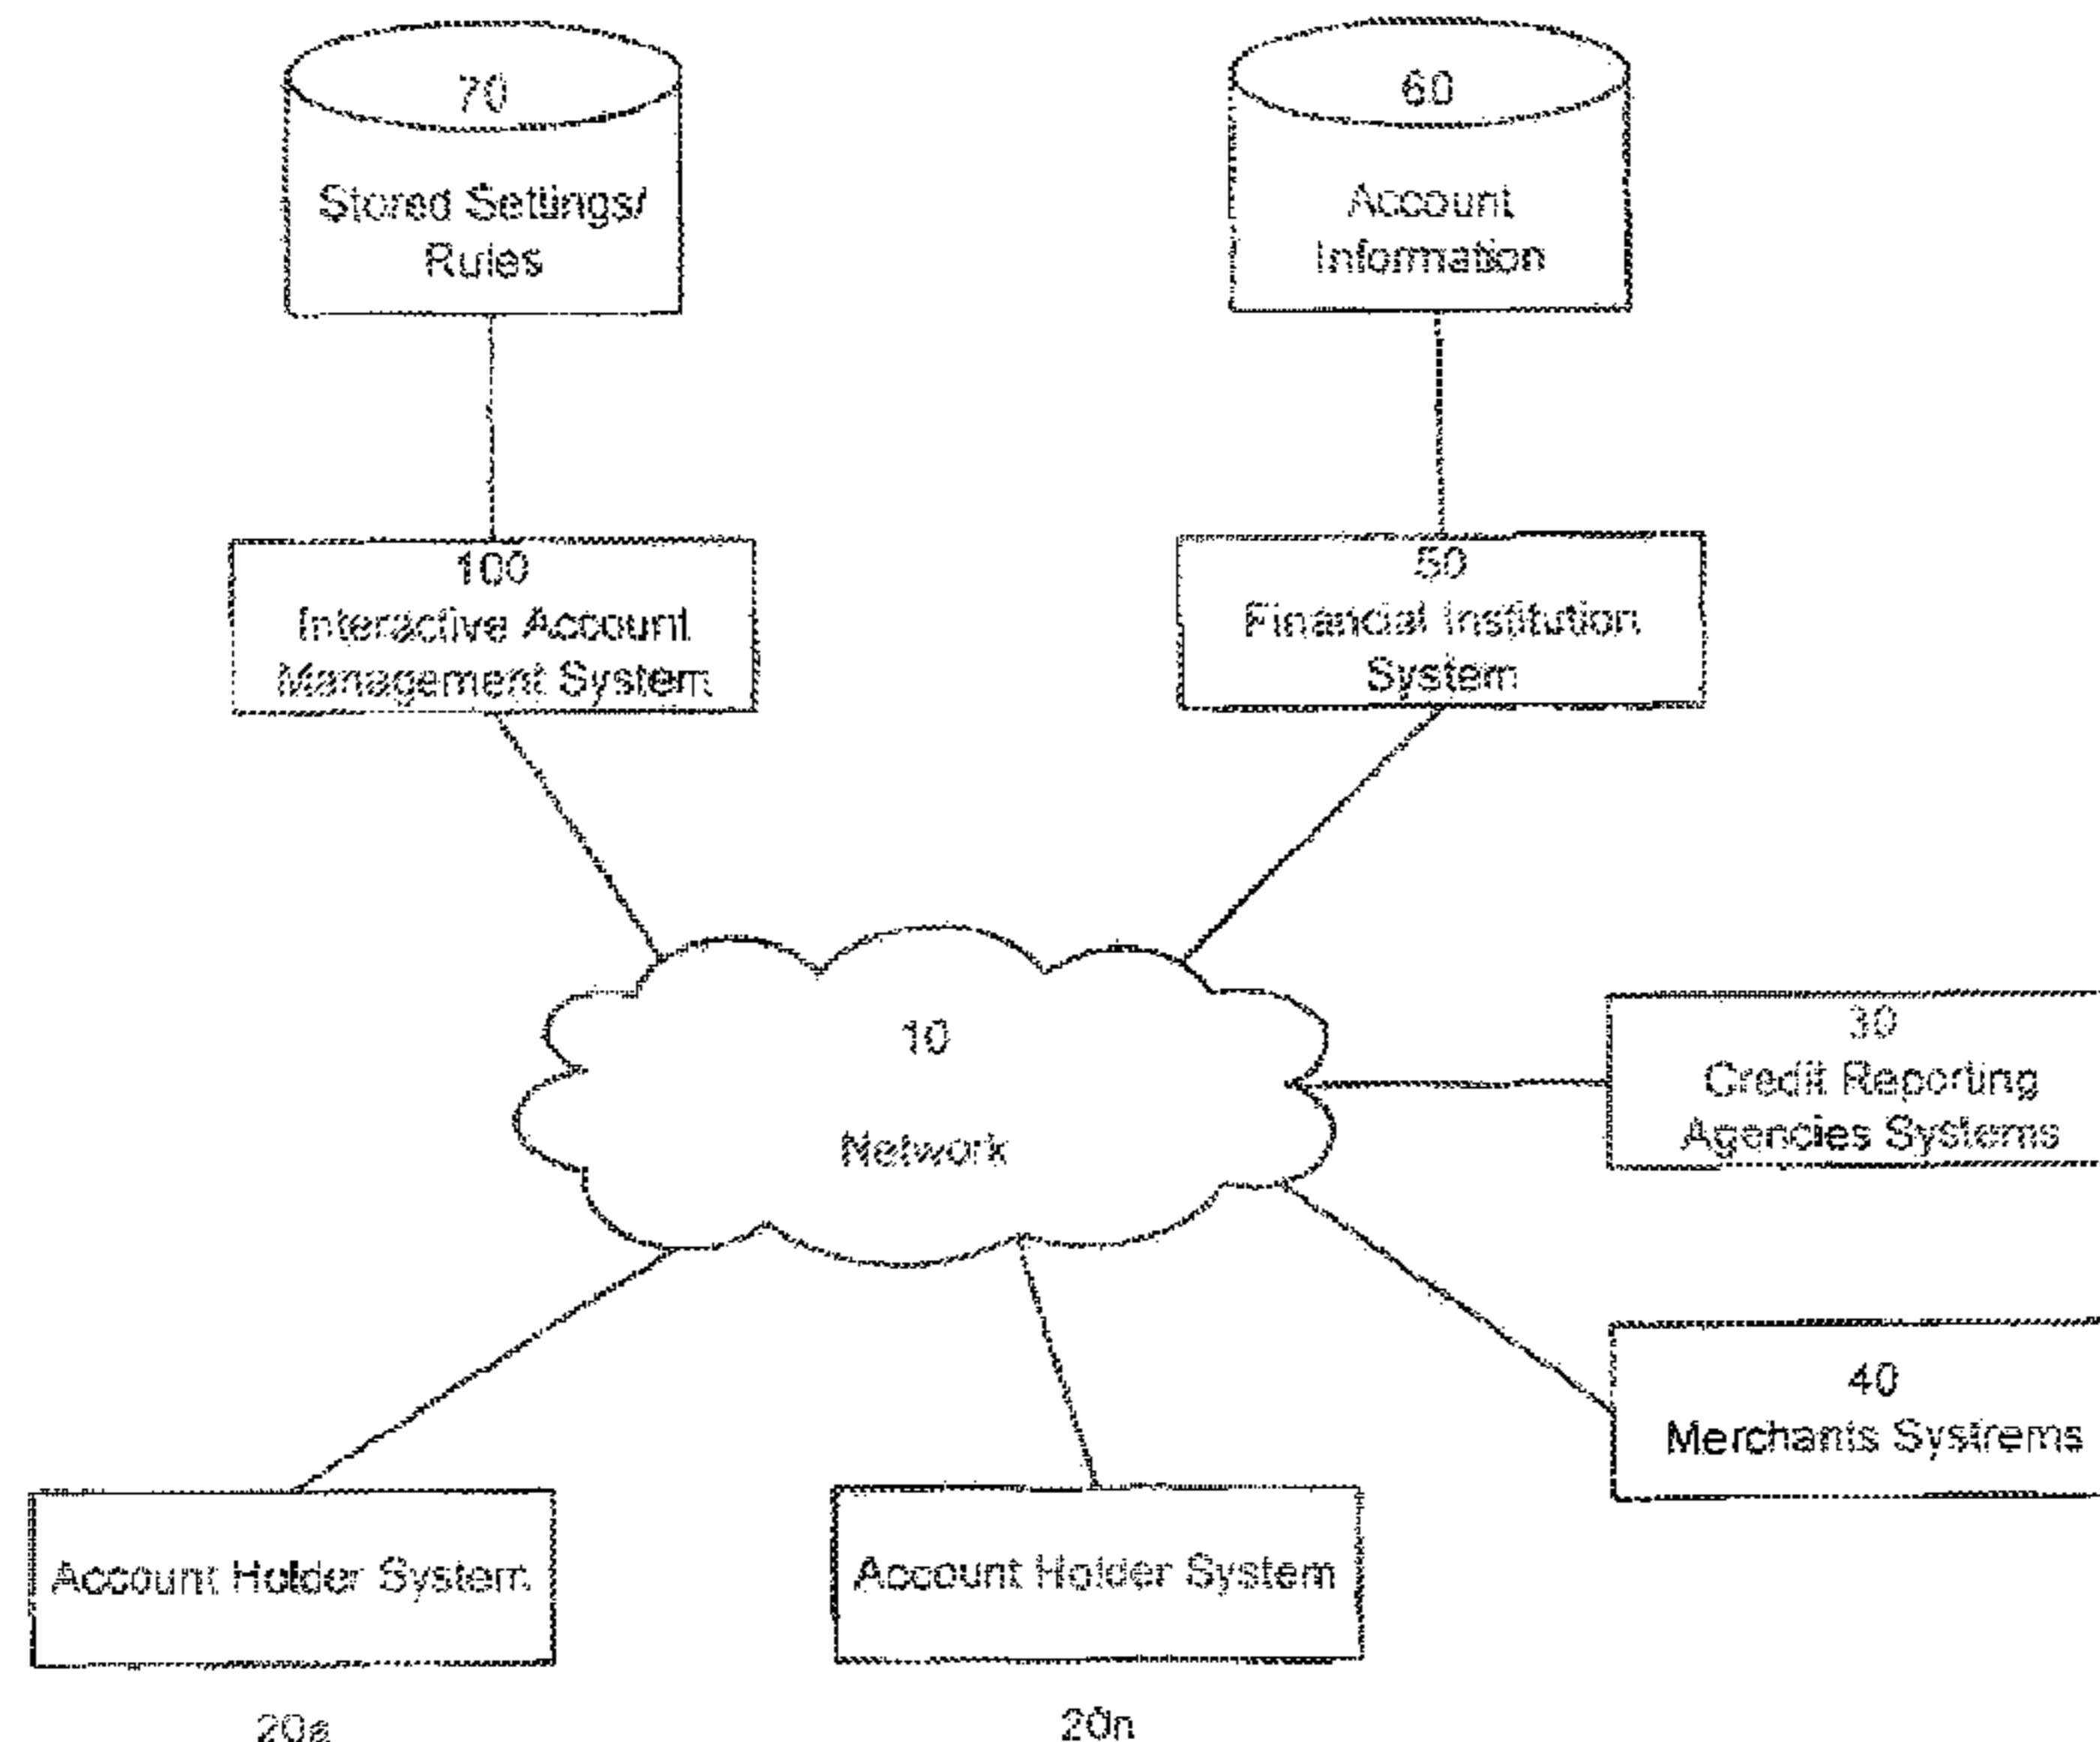 70
Stored Settings/
Rules
60
Account
Information
100
Interactive Account
Management System
50
Financial Institution
System
10
Network
30
Credit Reporting
Agencies Systems
40
Merchants Systrems
Account Holder System
Account Holder System
20a
20n